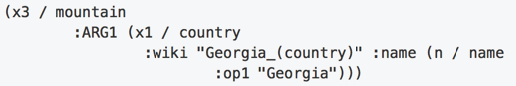 (x3 / mountain
:ARG1 (x1 / country
:wiki "Georgia_(country)" :name (n / name
:op1 "Georgia")))